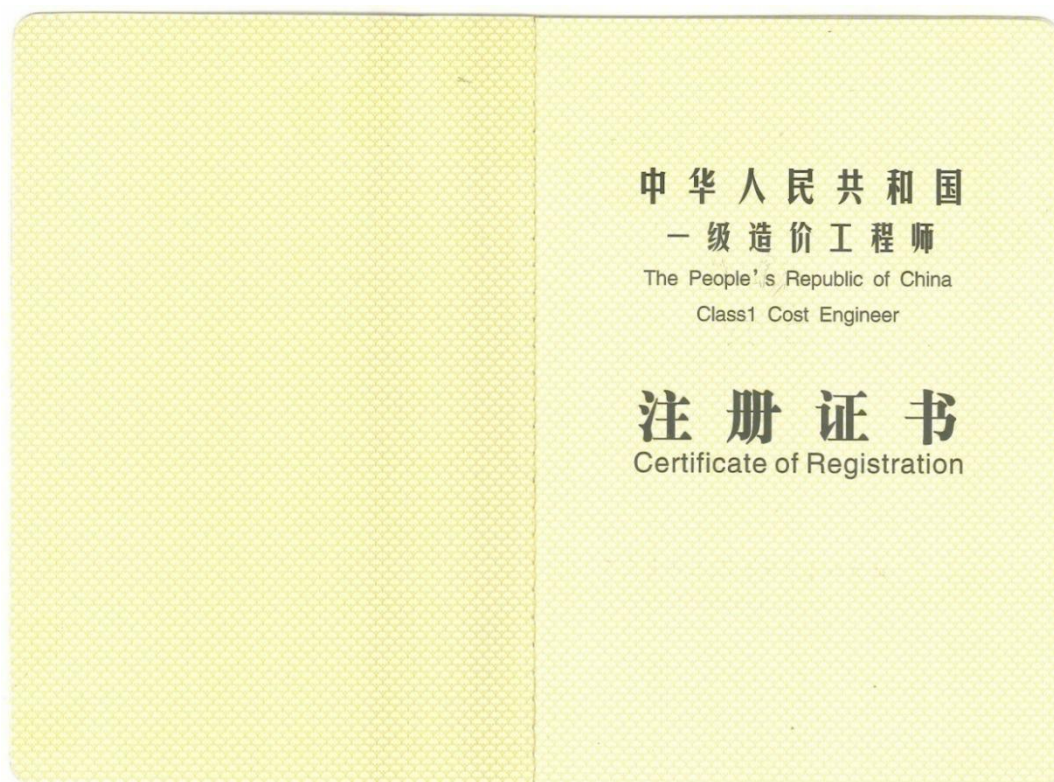 中华人民共和国
一级造价工程师
The People's Republic of China
Class1 Cost Engineer
注册证书
Certificate of Registration